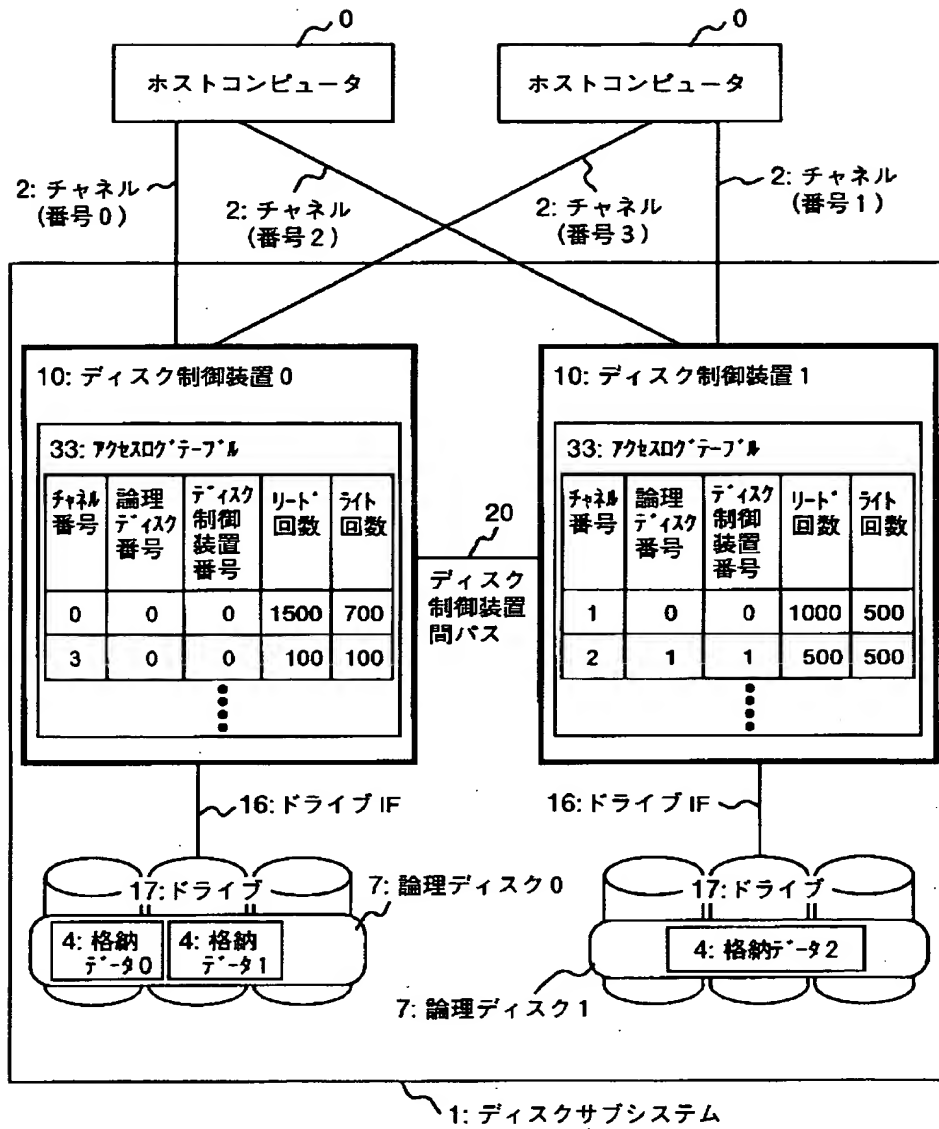 0
0
ホストコンピュータ
ホストコンピュータ
2: チャネル
(番号0)
2: チャネル
(番号2)
2: チャネル
(番号3)
2: チャネル
(番号1)
10: ディスク制御装置0
33: アクセスログテーブル
チャネル
番号
論理
ディスク
番号
ディスク
制御
装置
番号
リード
回数
ライト
回数
0 0 0 1500 700
3 0 0 100 100
20
ディスク
制御装置
間パス
10: ディスク制御装置1
33: アクセスログテーブル
チャネル
番号
論理
ディスク
番号
ディスク
制御
装置
番号
リード
回数
ライト
回数
1 0 0 1000 500
2 1 1 500 500
16:ドライブ IF
16:ドライブ IF
17:ドライブ
7: 論理ディスク0
4: 格納
データ0
4: 格納
データ1
17:ドライブ
4: 格納データ2
7: 論理ディスク1
1: ディスクサブシステム